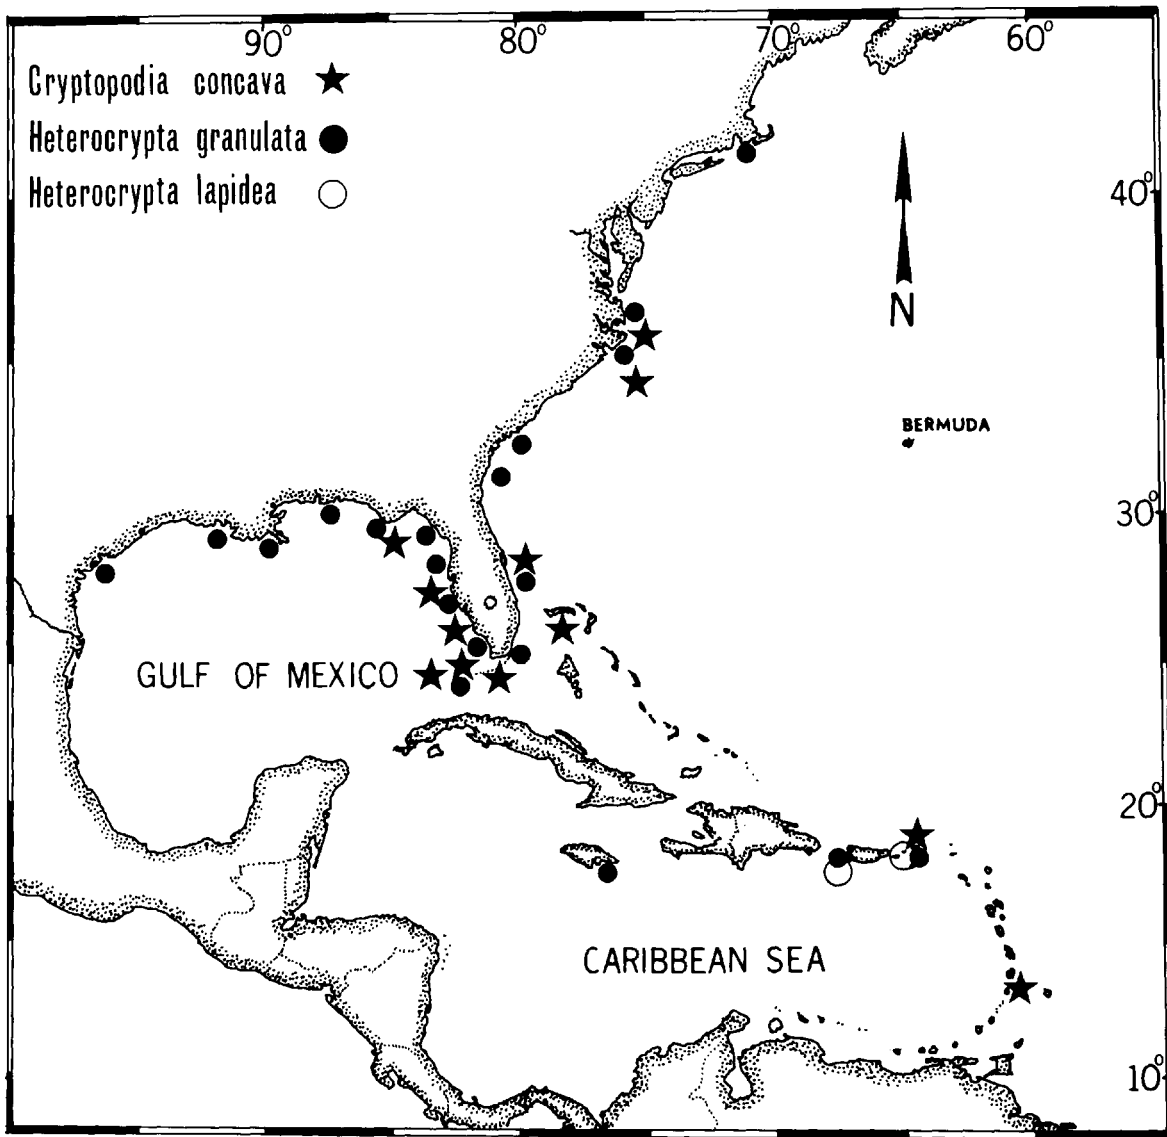 90° 80° 70° 60°
Cryptopodia concava
Heterocrypta granulata
Heterocrypta lapidea
40°
N
BERMUDA
30°
GULF OF MEXICO
20°
CARIBBEAN SEA
10°